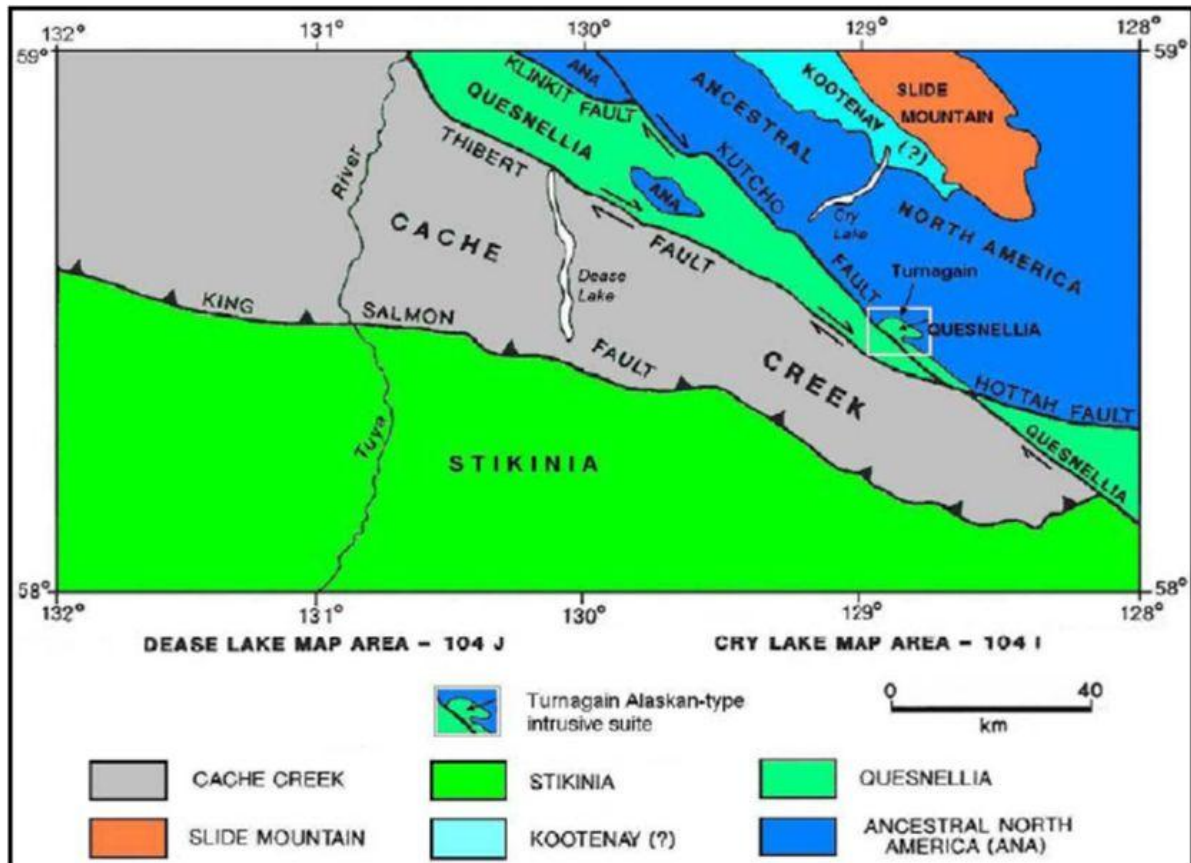 132° 131° 130° 129° 128°
59° 59°
ANA
KLINKIT FAULT
QUESNELLIA
THIBERT FAULT
ANCESTRAL
NORTH AMERICA
KOOTENAY (?)
SLIDE
MOUNTAIN
KUTCHO FAULT
ANA
Cry
Lake
River
Tuya
CACHE
CREEK
Dease
Lake
Turnagain
QUESNELLIA
KING SALMON FAULT
HOTTAH FAULT
QUESNELLIA
STIKINIA
58° 58°
132° 131° 130° 129° 128°
DEASE LAKE MAP AREA - 104 J CRY LAKE MAP AREA - 104 I
Turnagain Alaskan-type
intrusive suite
0 40
km
CACHE CREEK STIKINIA QUESNELLIA
SLIDE MOUNTAIN KOOTENAY (?) ANCESTRAL NORTH
AMERICA (ANA)